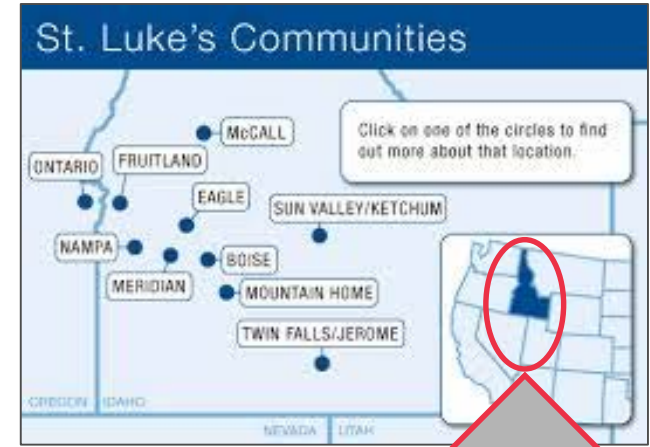 St. Luke's Communities
McCALL
Click on one of the circles to find
out more about that location.
ONTARIO
FRUITLAND
EAGLE
SUN VALLEY/KETCHUM
NAMPA
BOISE
MERIDIAN
MOUNTAIN HOME
TWIN FALLS/JEROME
OREGON
IDAHO
NEVADA
UTAH